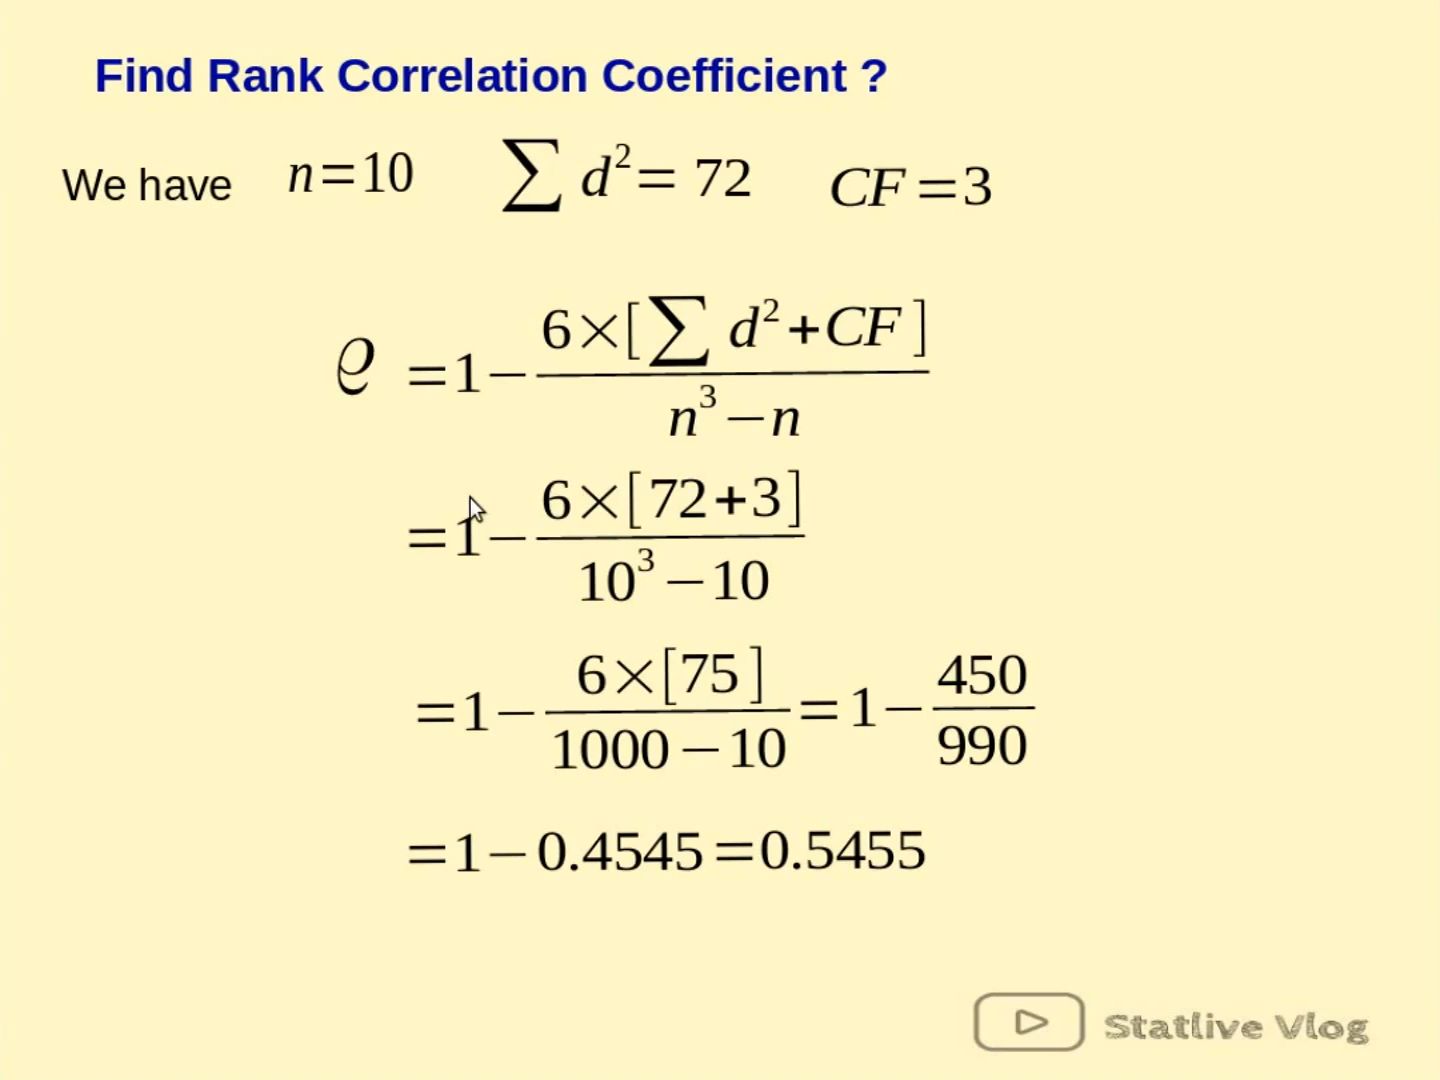 Find Rank Correlation Coefficient ?
We have n=10 ∑ d²= 72 CF=3
ϱ =1− 6×[∑ d²+CF] / n³−n
=1− 6×[72+3] / 10³−10
=1− 6×[75] / 1000−10 =1− 450 / 990
=1−0.4545=0.5455
Statlive Vlog